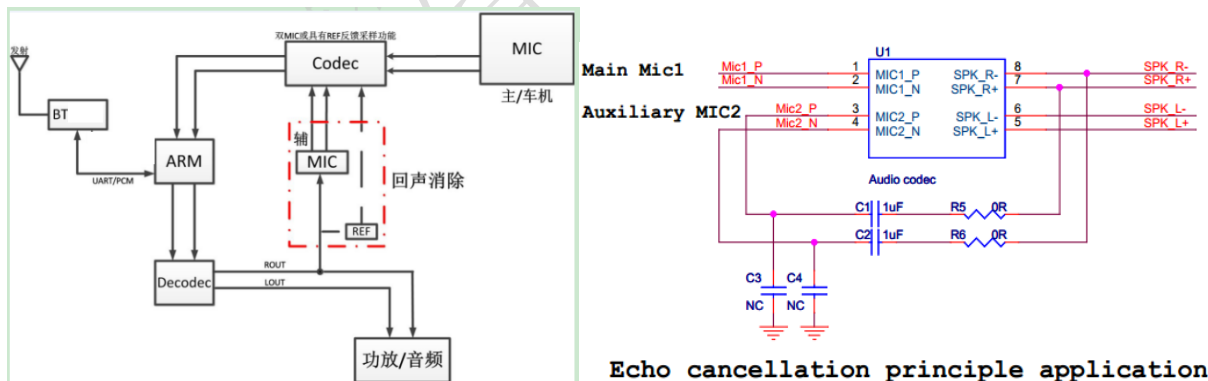 双MIC或具有REF反馈采样功能
发射
Codec
MIC
主/车机
BT
辅
ARM
MIC
回声消除
UART/PCM
REF
ROUT
Decodec
LOUT
功放/音频
U1
Main Mic1
Mic1_P
1
MIC1_P
SPK_R-
8
SPK_R-
Mic1_N
2
MIC1_N
SPK_R+
7
SPK_R+
Auxiliary MIC2
Mic2_P
3
MIC2_P
SPK_L-
6
SPK_L-
Mic2_N
4
MIC2_N
SPK_L+
5
SPK_L+
Audio codec
C1
1uF
R5
0R
C2
1uF
R6
0R
C3
C4
NC
NC
Echo cancellation principle application